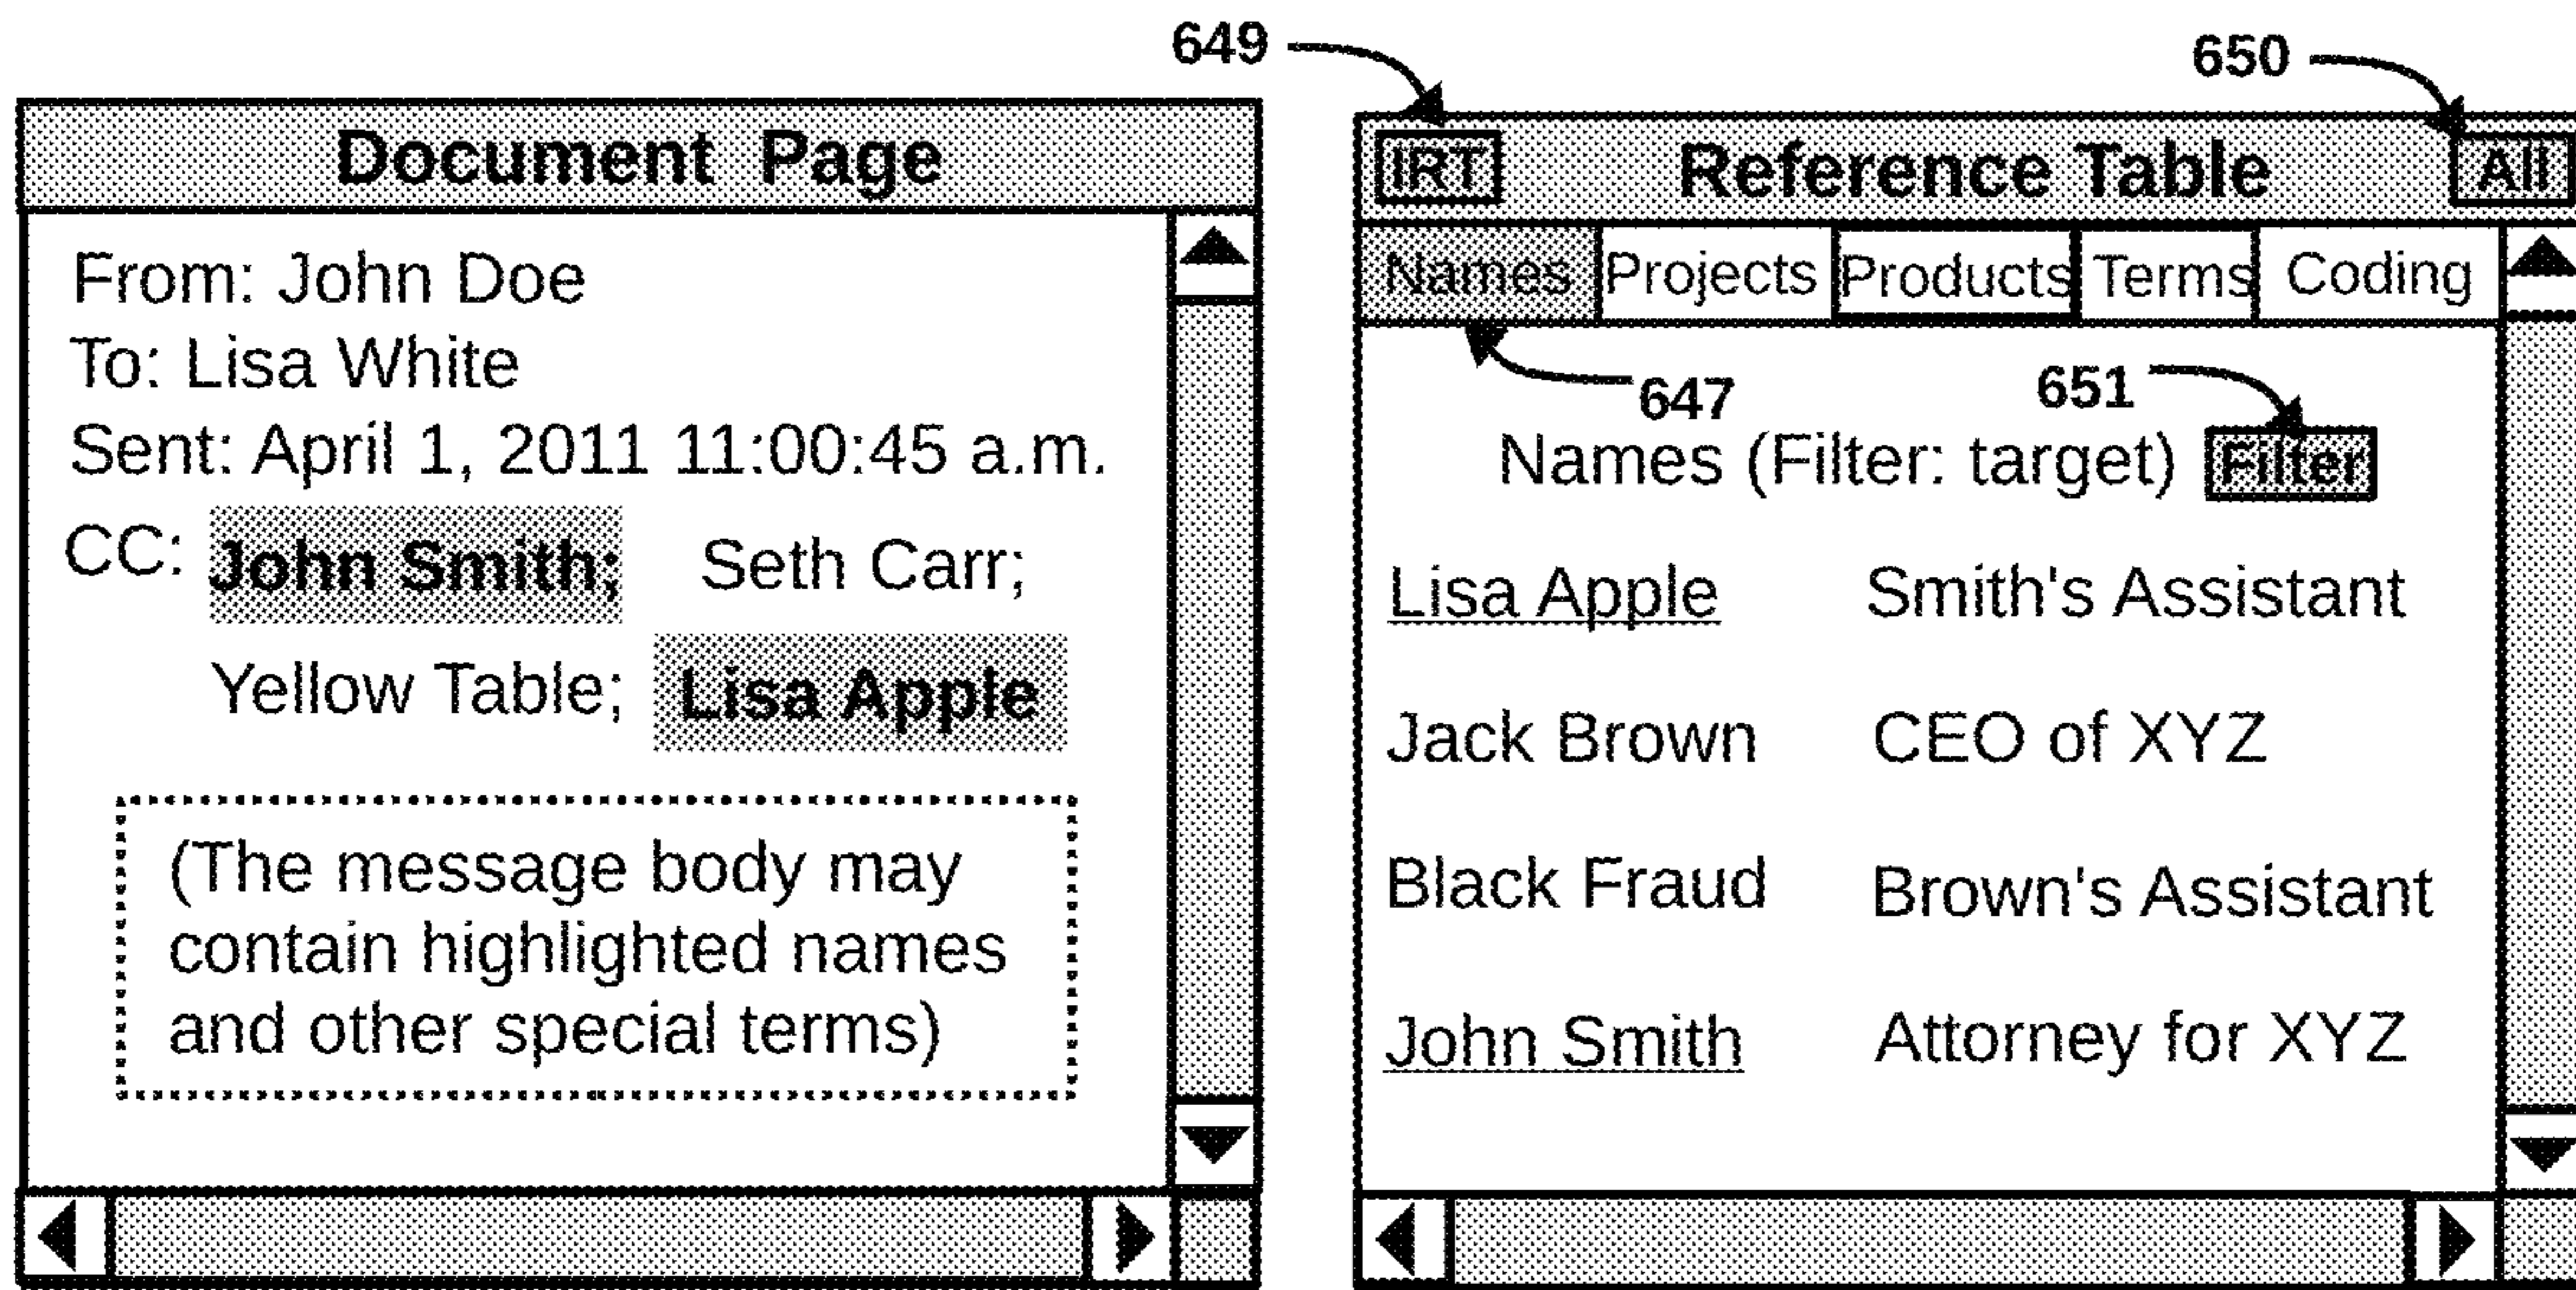 649
650
Document Page
From: John Doe
To: Lisa White
Sent: April 1, 2011 11:00:45 a.m.
CC: John Smith; Seth Carr;
Yellow Table; Lisa Apple
(The message body may
contain highlighted names
and other special terms)
IRT Reference Table All
Names Projects Products Terms Coding
647
651
Names (Filter: target) Filter
Lisa Apple Smith's Assistant
Jack Brown CEO of XYZ
Black Fraud Brown's Assistant
John Smith Attorney for XYZ